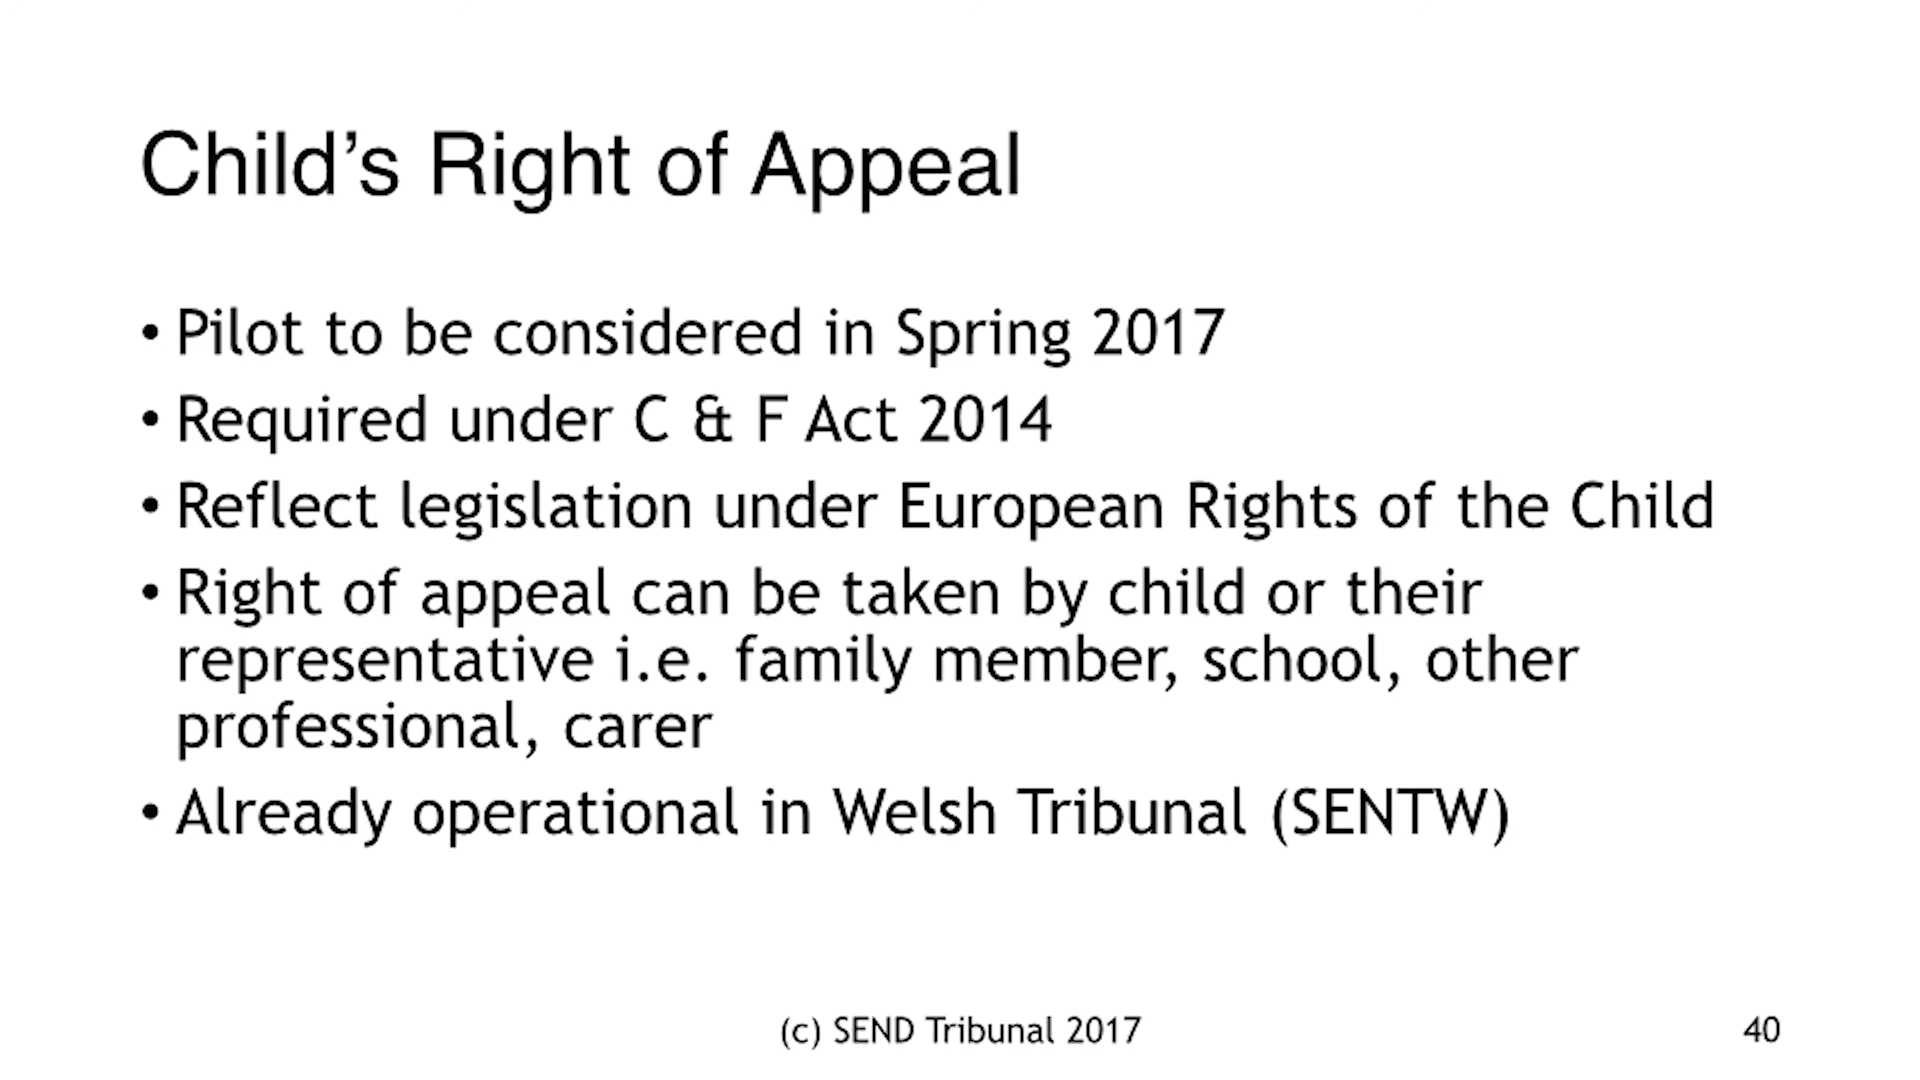 Child’s Right of Appeal
• Pilot to be considered in Spring 2017
• Required under C & F Act 2014
• Reflect legislation under European Rights of the Child
• Right of appeal can be taken by child or their
representative i.e. family member, school, other
professional, carer
• Already operational in Welsh Tribunal (SENTW)
(c) SEND Tribunal 2017
40